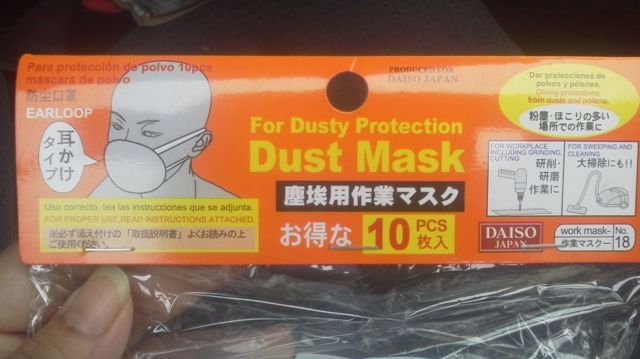 Para protección de polvo 10pcs
máscara de polvo
防尘口罩
EARLOOP
耳かけ
タイプ
Uso correcto, lea las instrucciones que se adjunta.
FOR PROPER USE,READ INSTRUCTIONS ATTACHED.
※必ず添え付けの「取扱説明書」よくお読みの上
ご使用ください。
PRODUCED FOR
DAISO JAPAN
For Dusty Protection
Dust Mask
塵埃用作業マスク
お得な 10 PCS
枚入
Dar protecciones de
polvos y pólenes.
Giving protections
from dusts and pollens.
粉塵・ほこりの多い
場所での作業に
FOR WORKPLACE
INCLUDING GRINDING,
CUTTING
研削・
研磨
作業に
FOR SWEEPING AND
CLEANING
大掃除にも!!
DAISO
JAPAN
work mask-
作業マスクー
No.
18